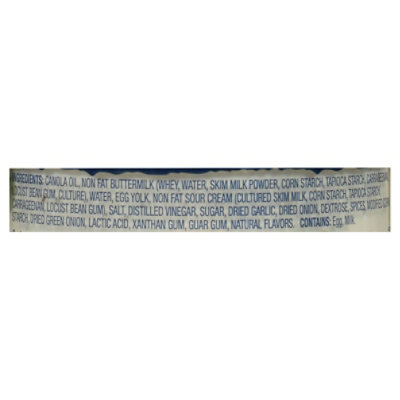 INGREDIENTS: CANOLA OIL, NON FAT BUTTERMILK (WHEY, WATER, SKIM MILK POWDER, CORN STARCH, TAPIOCA STARCH, CARRAGEENAN,
LOCUST BEAN GUM, CULTURE), WATER, EGG YOLK, NON FAT SOUR CREAM (CULTURED SKIM MILK, CORN STARCH, TAPIOCA STARCH,
CARRAGEENAN, LOCUST BEAN GUM), SALT, DISTILLED VINEGAR, SUGAR, DRIED GARLIC, DRIED ONION, DEXTROSE, SPICES, MODIFIED CORN
STARCH, DRIED GREEN ONION, LACTIC ACID, XANTHAN GUM, GUAR GUM, NATURAL FLAVORS. CONTAINS: Egg, Milk.